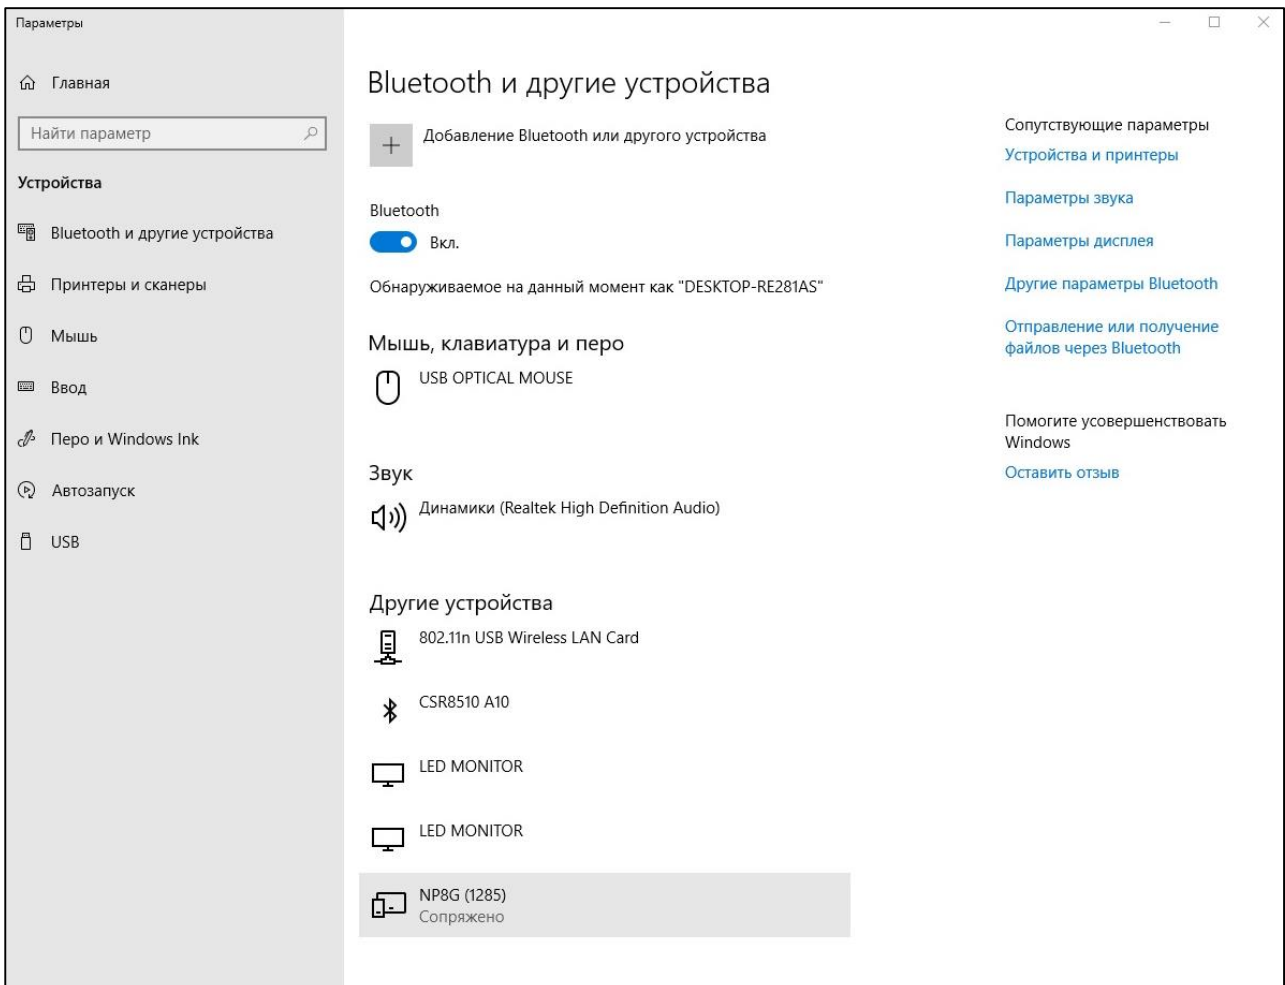 Параметры
Главная
Найти параметр
Устройства
Bluetooth и другие устройства
Принтеры и сканеры
Мышь
Ввод
Перо и Windows Ink
Автозапуск
USB
Bluetooth и другие устройства
Добавление Bluetooth или другого устройства
Bluetooth
Вкл.
Обнаруживаемое на данный момент как "DESKTOP-RE281AS"
Мышь, клавиатура и перо
USB OPTICAL MOUSE
Звук
Динамики (Realtek High Definition Audio)
Другие устройства
802.11n USB Wireless LAN Card
CSR8510 A10
LED MONITOR
LED MONITOR
NP8G (1285)
Сопряжено
Сопутствующие параметры
Устройства и принтеры
Параметры звука
Параметры дисплея
Другие параметры Bluetooth
Отправление или получение
файлов через Bluetooth
Помогите усовершенствовать
Windows
Оставить отзыв